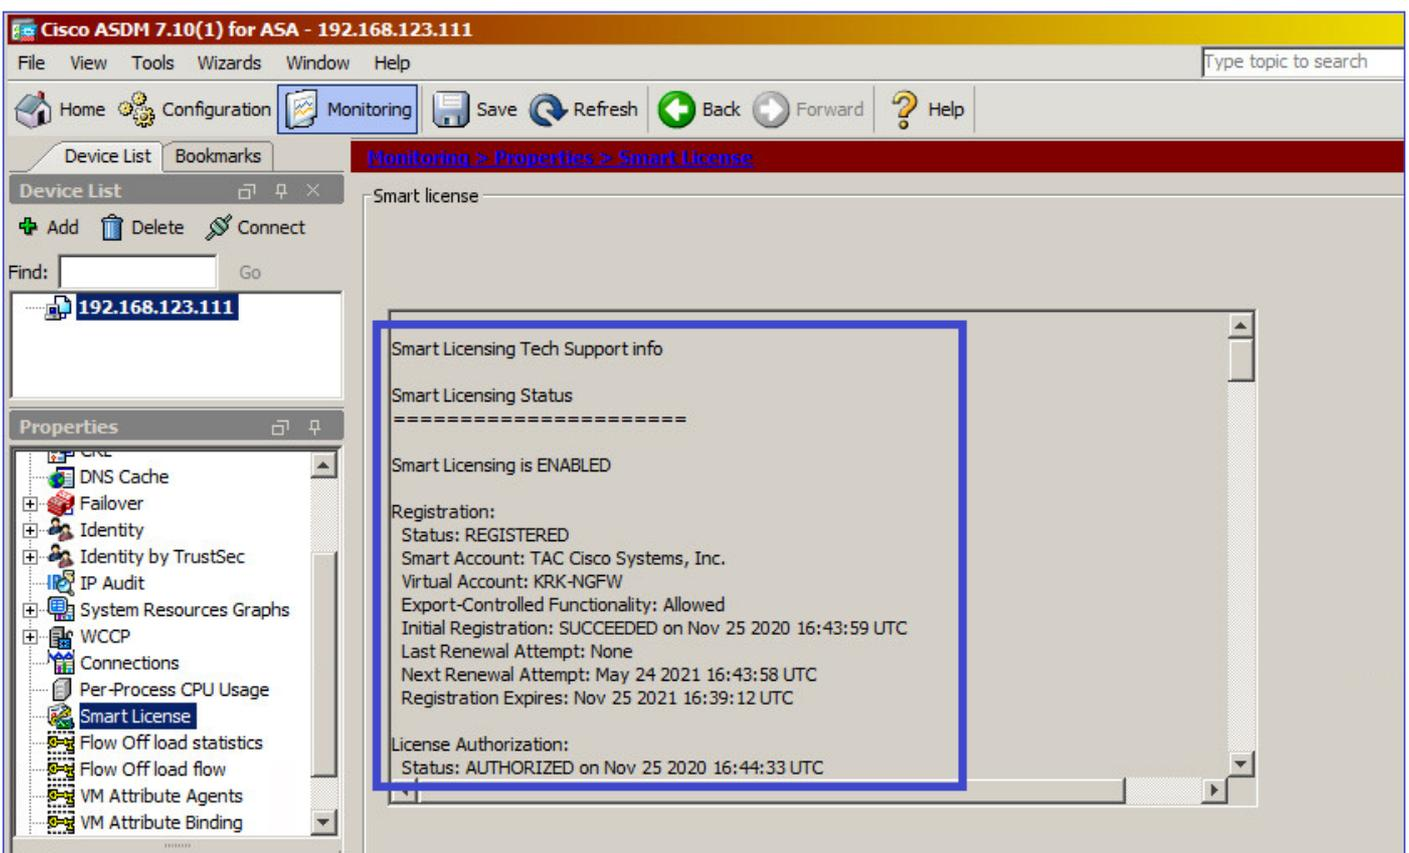 Cisco ASDM 7.10(1) for ASA - 192.168.123.111
File View Tools Wizards Window Help
Type topic to search
Home Configuration Monitoring Save Refresh Back Forward Help
Device List Bookmarks
Monitoring > Properties > Smart License
Device List
Smart license
Add Delete Connect
Find: Go
192.168.123.111
Properties
CRL
DNS Cache
Failover
Identity
Identity by TrustSec
IP Audit
System Resources Graphs
WCCP
Connections
Per-Process CPU Usage
Smart License
Flow Off load statistics
Flow Off load flow
VM Attribute Agents
VM Attribute Binding
Smart Licensing Tech Support info
Smart Licensing Status
======================
Smart Licensing is ENABLED
Registration:
Status: REGISTERED
Smart Account: TAC Cisco Systems, Inc.
Virtual Account: KRK-NGFW
Export-Controlled Functionality: Allowed
Initial Registration: SUCCEEDED on Nov 25 2020 16:43:59 UTC
Last Renewal Attempt: None
Next Renewal Attempt: May 24 2021 16:43:58 UTC
Registration Expires: Nov 25 2021 16:39:12 UTC
License Authorization:
Status: AUTHORIZED on Nov 25 2020 16:44:33 UTC